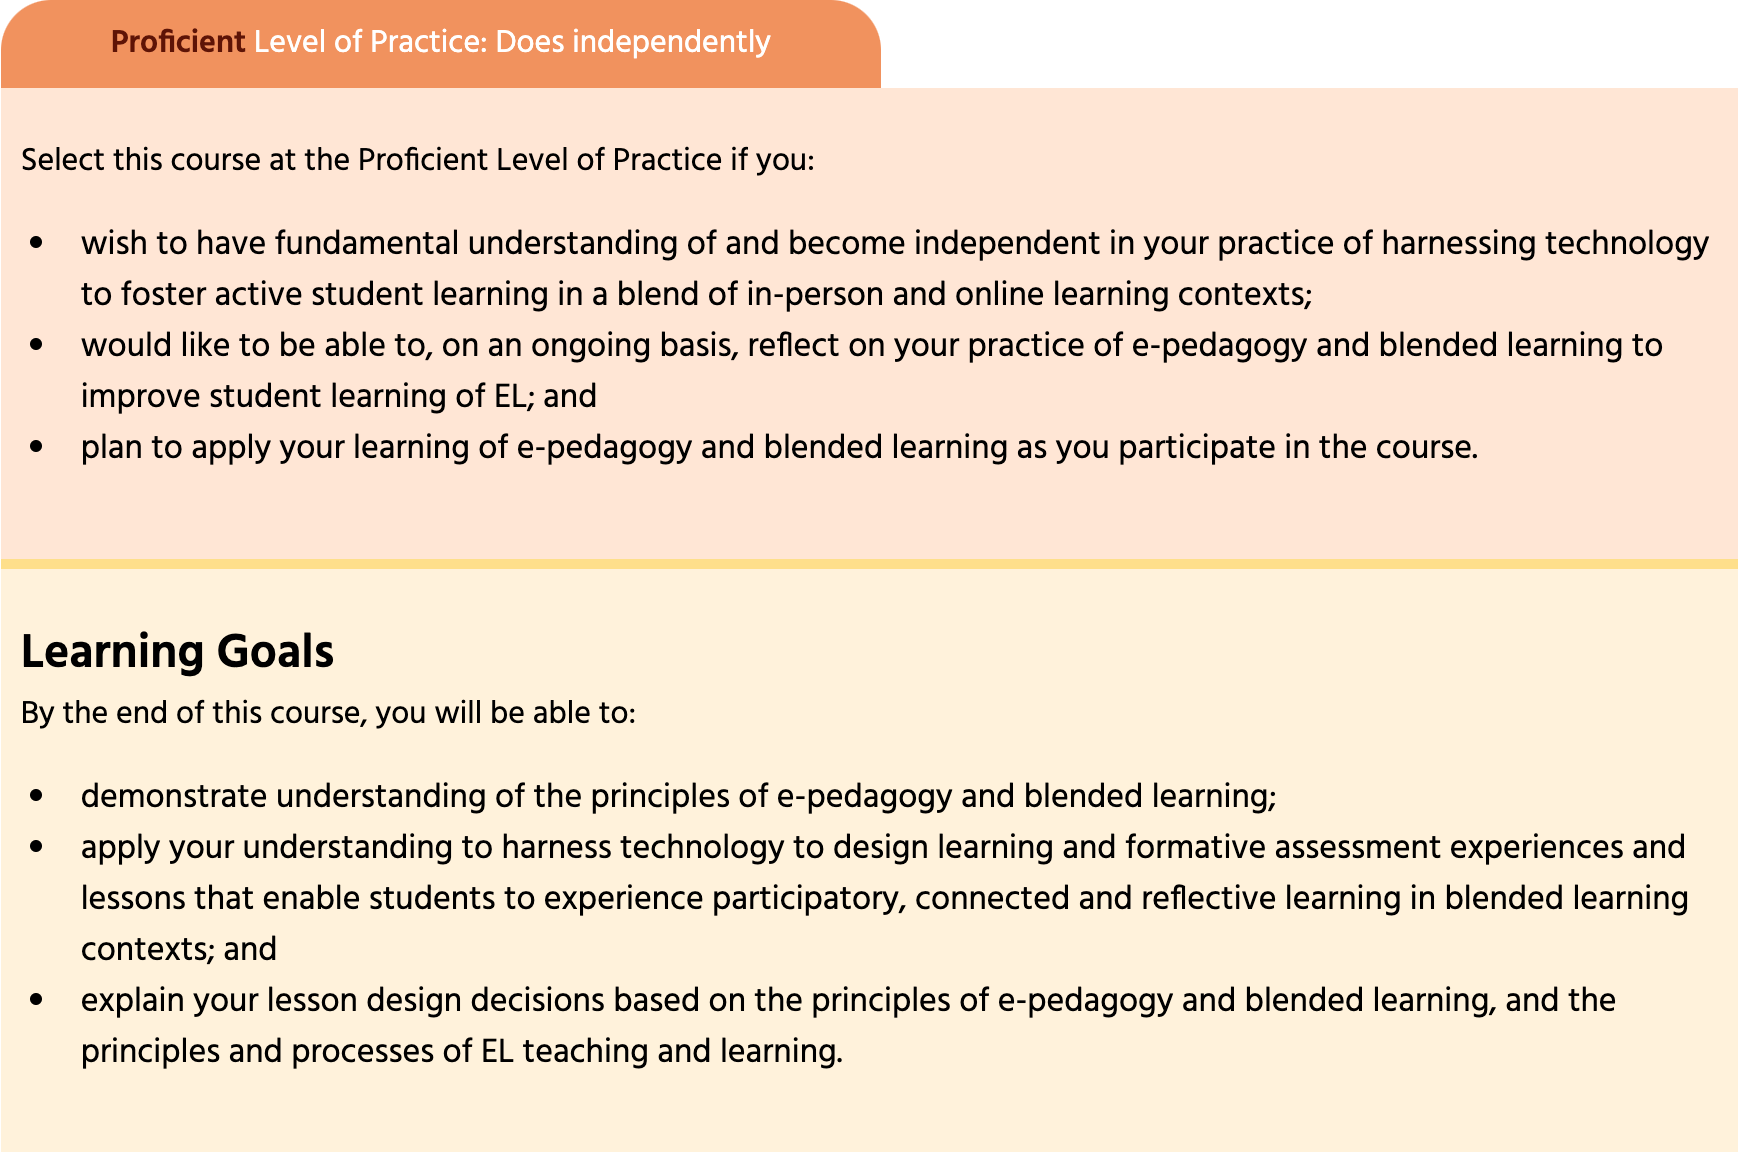 Proficient Level of Practice: Does independently
Select this course at the Proficient Level of Practice if you:
• wish to have fundamental understanding of and become independent in your practice of harnessing technology
to foster active student learning in a blend of in-person and online learning contexts;
• would like to be able to, on an ongoing basis, reflect on your practice of e-pedagogy and blended learning to
improve student learning of EL; and
• plan to apply your learning of e-pedagogy and blended learning as you participate in the course.
Learning Goals
By the end of this course, you will be able to:
• demonstrate understanding of the principles of e-pedagogy and blended learning;
• apply your understanding to harness technology to design learning and formative assessment experiences and
lessons that enable students to experience participatory, connected and reflective learning in blended learning
contexts; and
• explain your lesson design decisions based on the principles of e-pedagogy and blended learning, and the
principles and processes of EL teaching and learning.